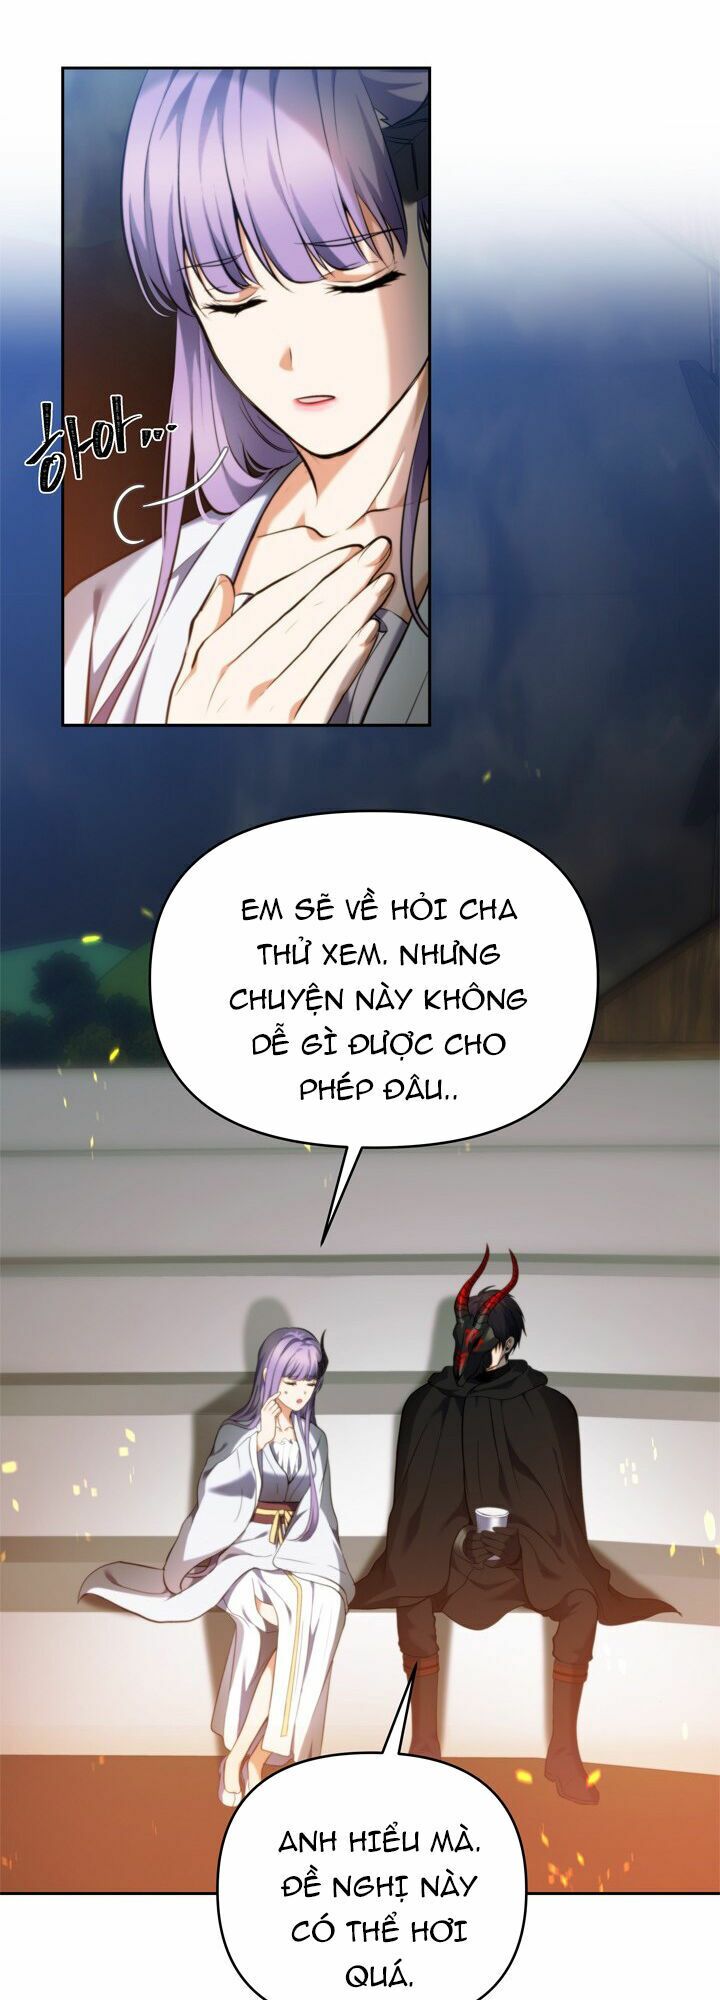 하아...
EM SẼ VỀ HỎI CHA
THỬ XEM. NHƯNG
CHUYỆN NÀY KHÔNG
DỄ GÌ ĐƯỢC CHO
PHÉP ĐÂU..
ANH HIỂU MÀ.
ĐỀ NGHỊ NÀY
CÓ THỂ HƠI
QUÁ.